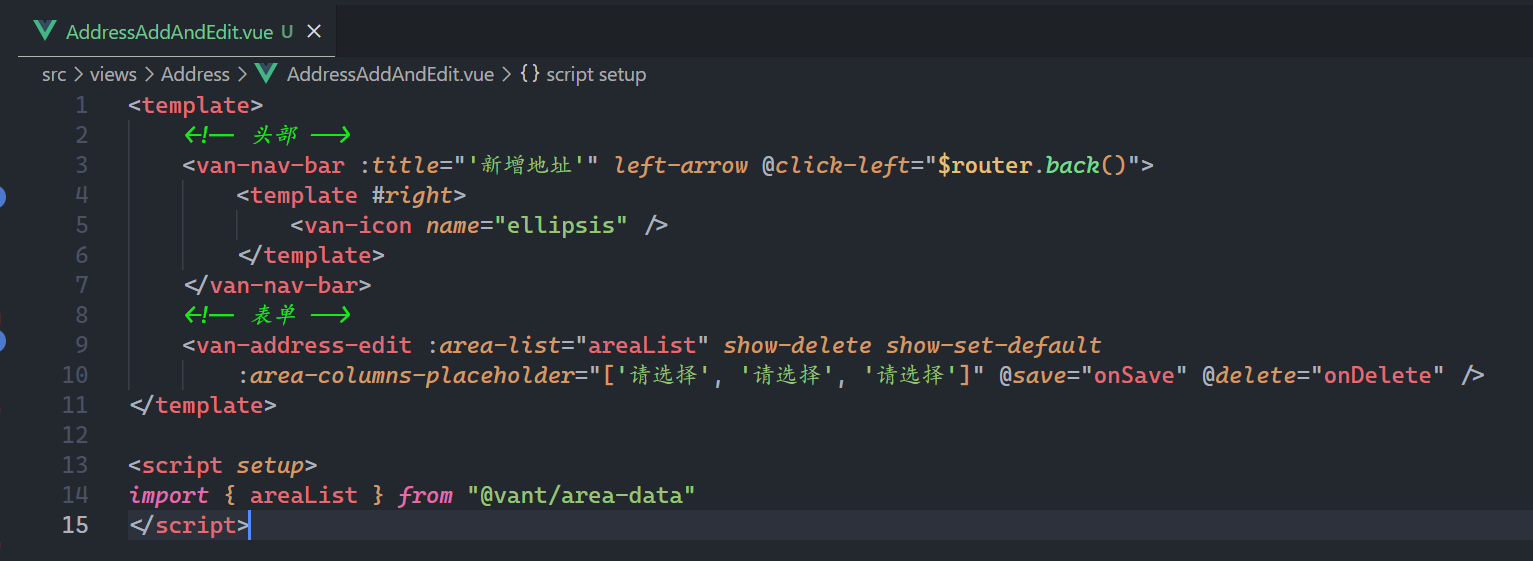 AddressAddAndEdit.vue U ×
src > views > Address > AddressAddAndEdit.vue > {} script setup
1 <template>
2 <!-- 头部 -->
3 <van-nav-bar :title="'新增地址'" left-arrow @click-left="$router.back()">
4 <template #right>
5 <van-icon name="ellipsis" />
6 </template>
7 </van-nav-bar>
8 <!-- 表单 -->
9 <van-address-edit :area-list="areaList" show-delete show-set-default
10 :area-columns-placeholder="['请选择', '请选择', '请选择']" @save="onSave" @delete="onDelete" />
11 </template>
12
13 <script setup>
14 import { areaList } from "@vant/area-data"
15 </script>